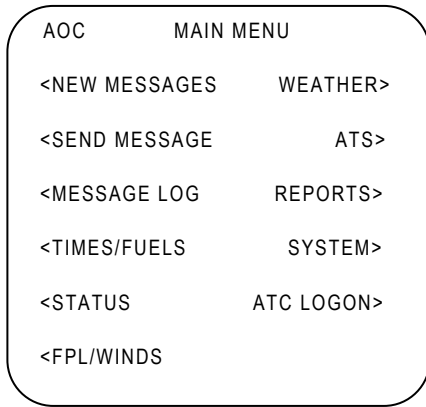 AOC MAIN MENU
<NEW MESSAGES WEATHER>
<SEND MESSAGE ATS>
<MESSAGE LOG REPORTS>
<TIMES/FUELS SYSTEM>
<STATUS ATC LOGON>
<FPL/WINDS